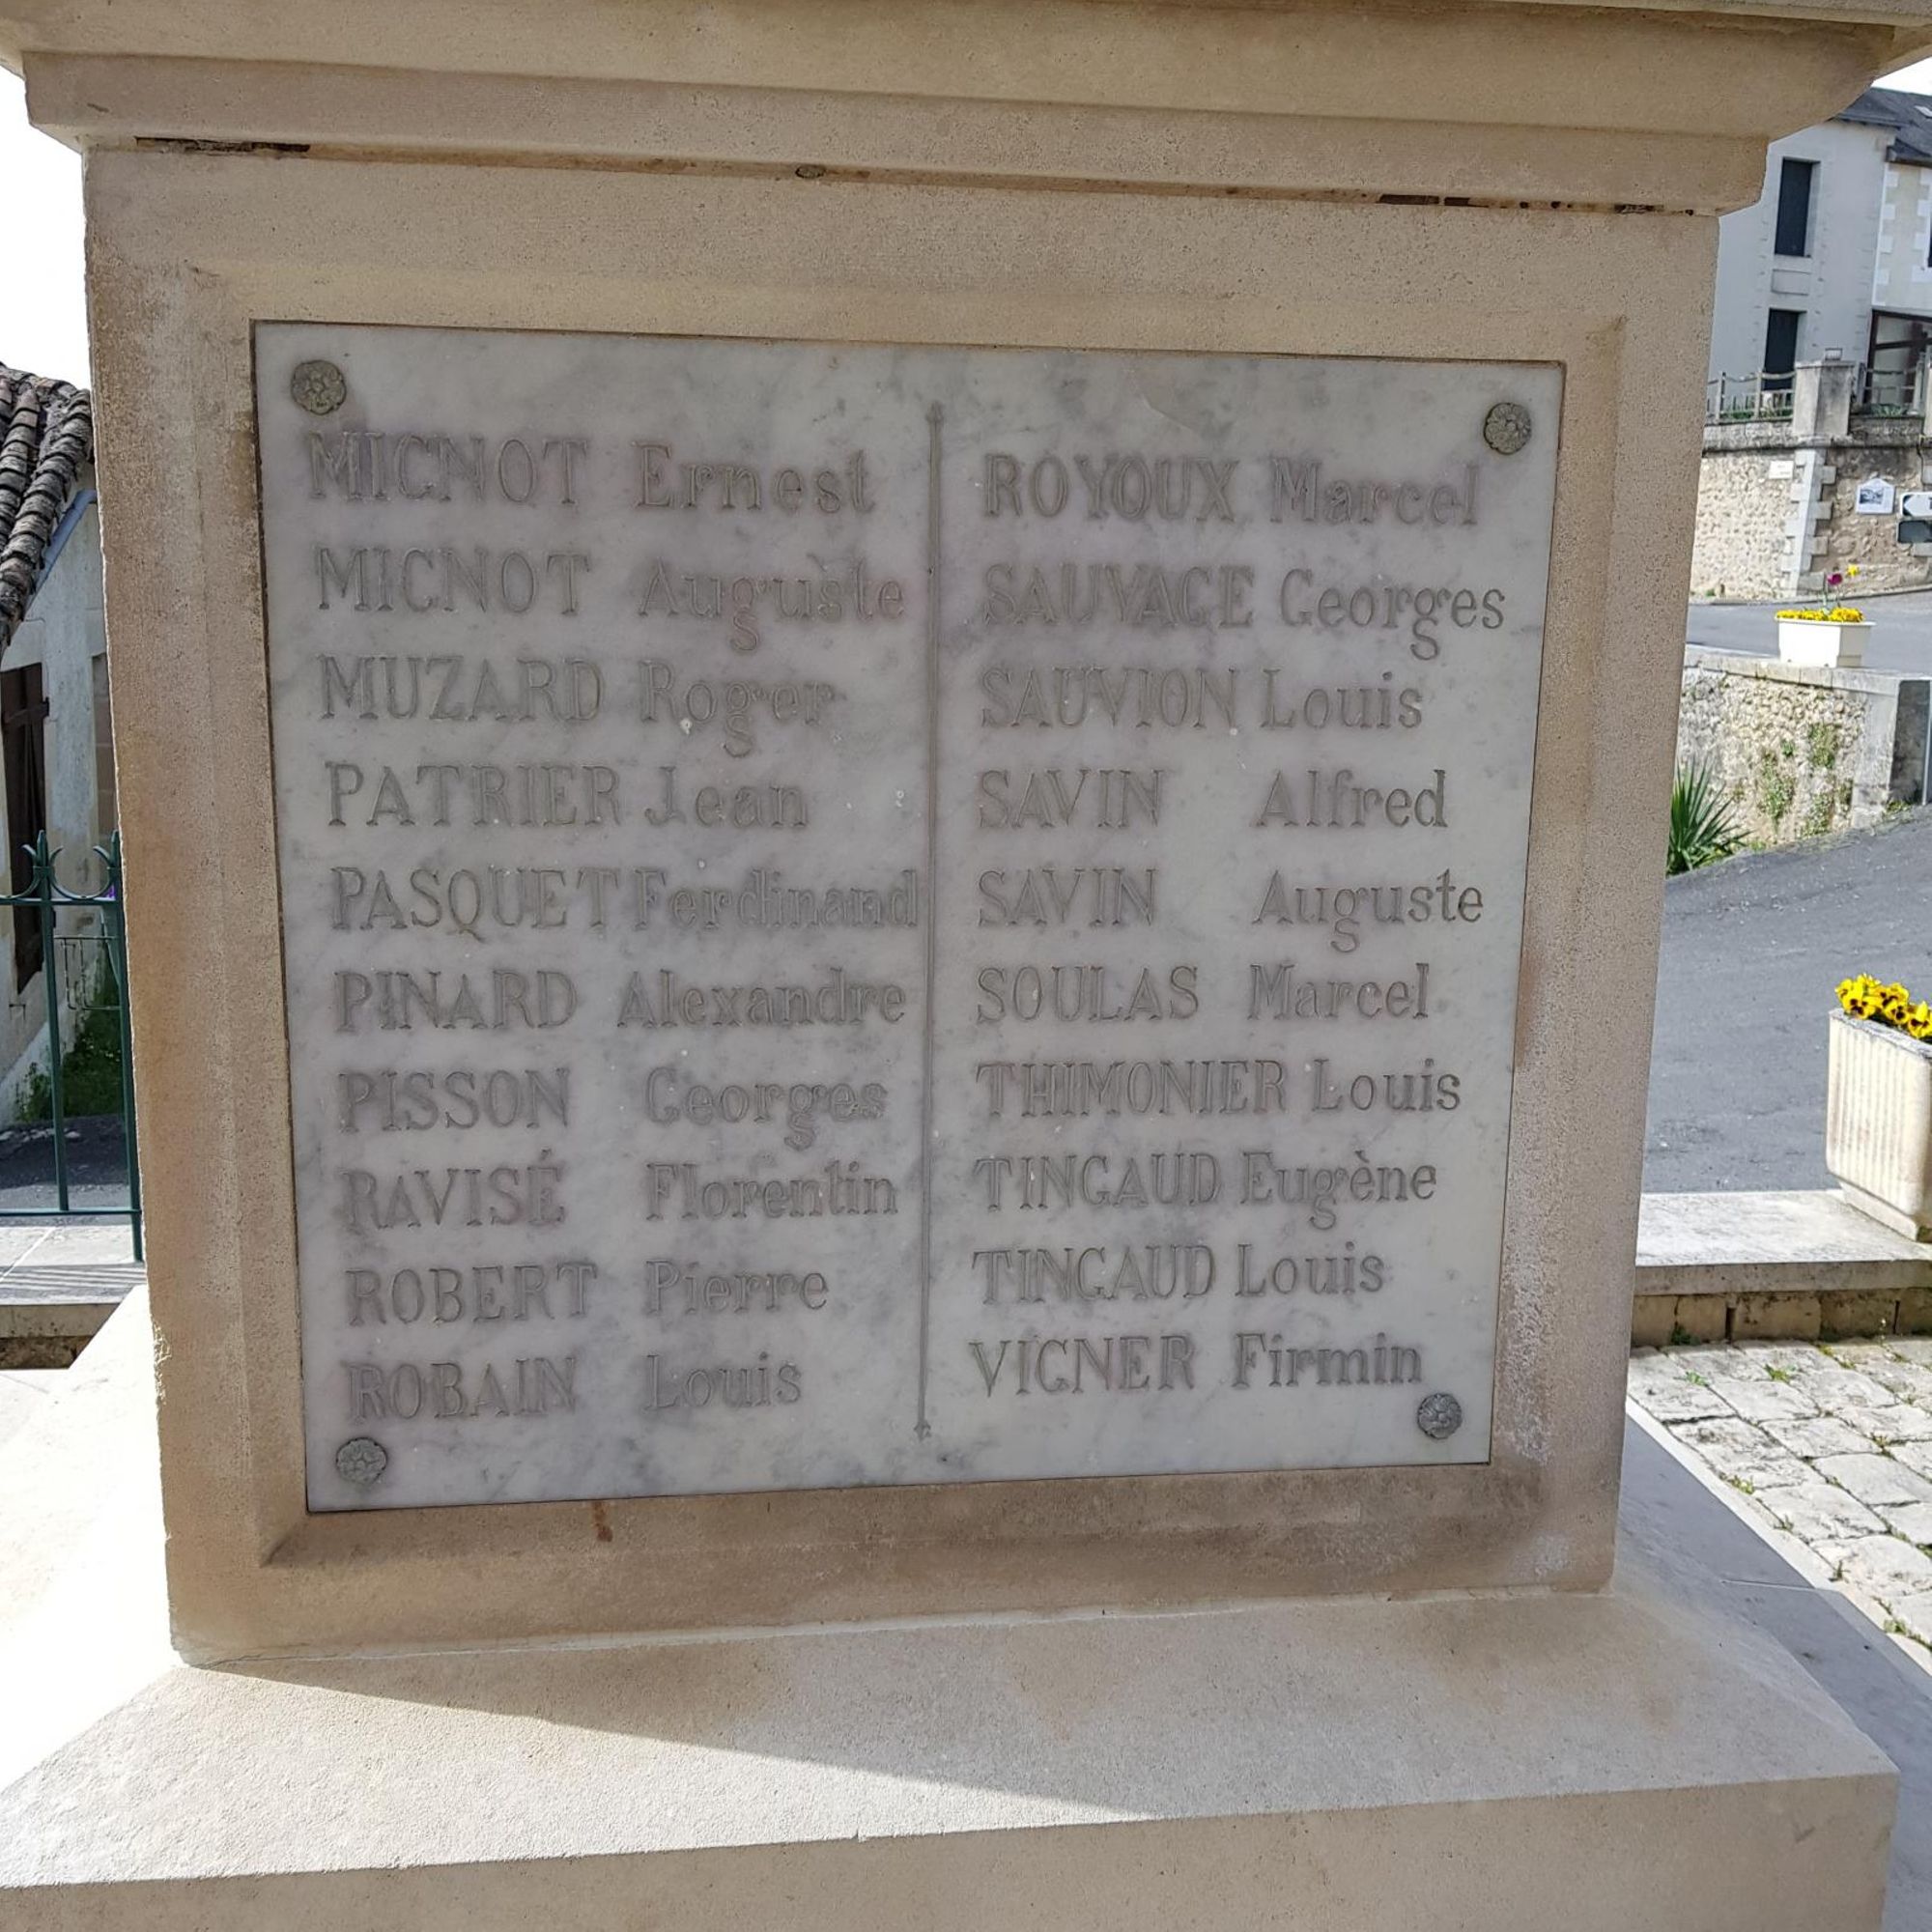 MIGNOT Ernest
MIGNOT Auguste
MUZARD Roger
PATRIER Jean
PASQUET Ferdinand
PINARD Alexandre
PISSON Georges
RAVISÉ Florentin
ROBERT Pierre
ROBAIN Louis
ROYOUX Marcel
SAUVAGE Georges
SAUVION Louis
SAVIN Alfred
SAVIN Auguste
SOULAS Marcel
THIMONIER Louis
TINGAUD Eugène
TINGAUD Louis
VIGNER Firmin